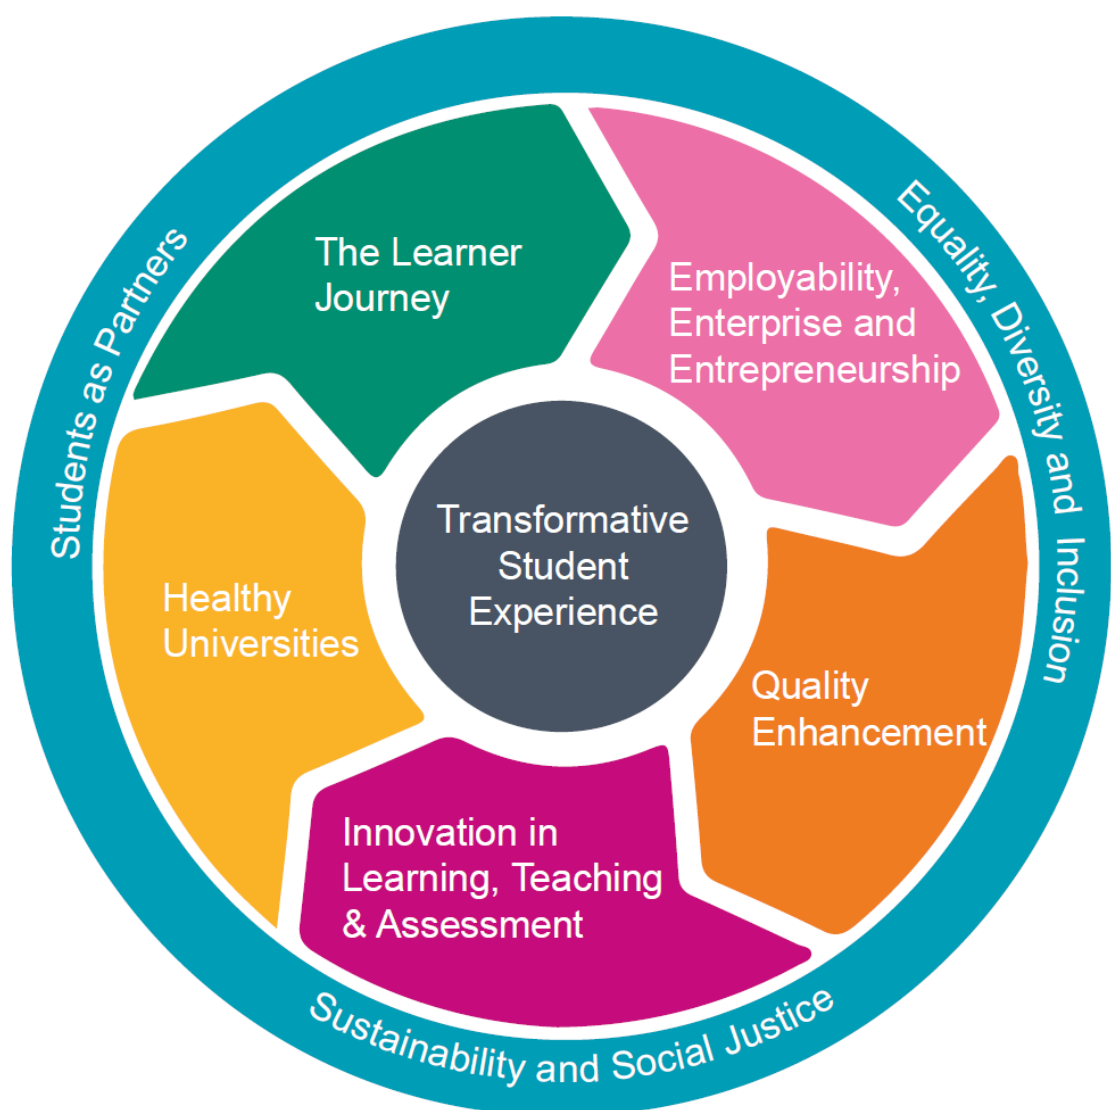 Students as Partners
Equality, Diversity and Inclusion
The Learner
Journey
Employability,
Enterprise and
Entrepreneurship
Transformative
Student
Experience
Healthy
Universities
Quality
Enhancement
Innovation in
Learning, Teaching
& Assessment
Sustainability and Social Justice